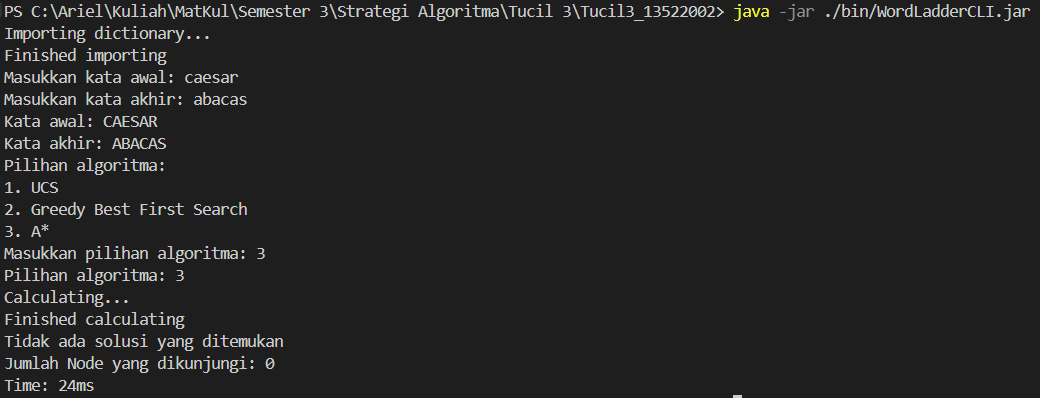 PS C:\Ariel\Kuliah\MatKul\Semester 3\Strategi Algoritma\Tucil 3\Tucil3_13522002> java -jar ./bin/WordLadderCLI.jar
Importing dictionary...
Finished importing
Masukkan kata awal: caesar
Masukkan kata akhir: abacas
Kata awal: CAESAR
Kata akhir: ABACAS
Pilihan algoritma:
1. UCS
2. Greedy Best First Search
3. A*
Masukkan pilihan algoritma: 3
Pilihan algoritma: 3
Calculating...
Finished calculating
Tidak ada solusi yang ditemukan
Jumlah Node yang dikunjungi: 0
Time: 24ms